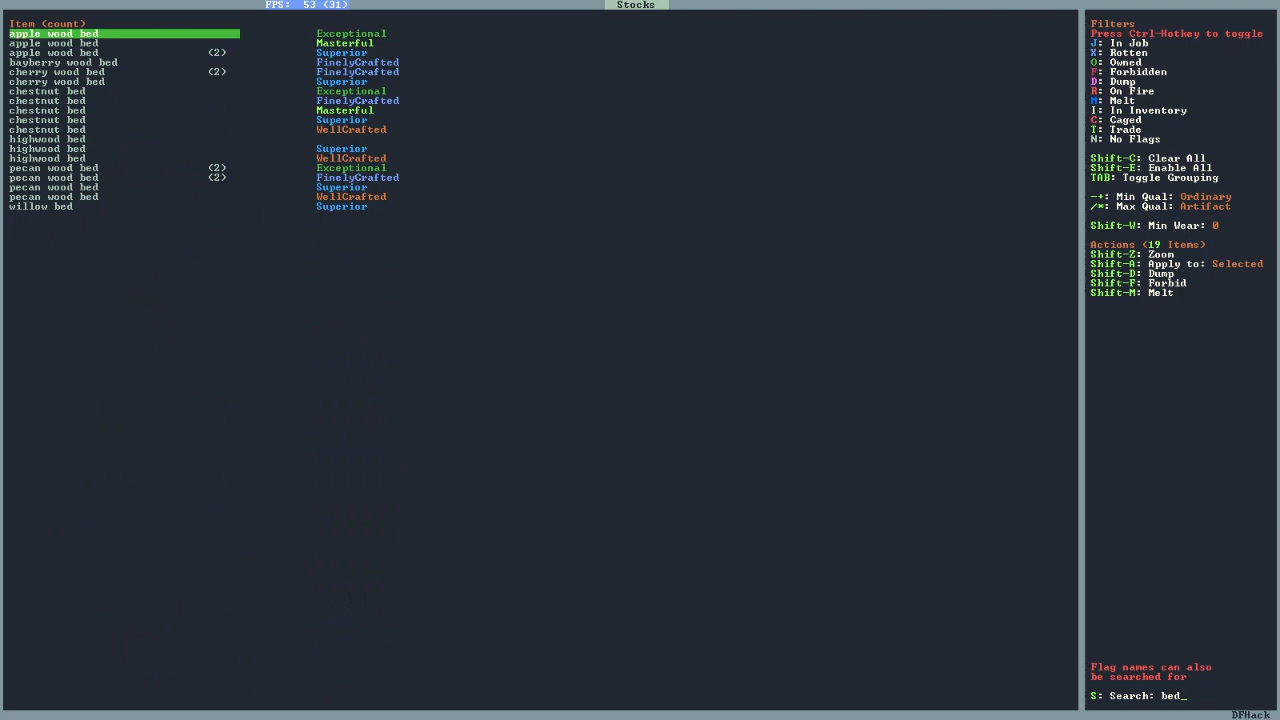 FPS: 53 (31)
Stocks
Item (count)
apple wood bed Exceptional
apple wood bed Masterful
apple wood bed (2) Superior
bayberry wood bed FinelyCrafted
cherry wood bed (2) FinelyCrafted
cherry wood bed Superior
chestnut bed Exceptional
chestnut bed FinelyCrafted
chestnut bed Masterful
chestnut bed Superior
chestnut bed WellCrafted
highwood bed
highwood bed Superior
highwood bed WellCrafted
pecan wood bed (2) Exceptional
pecan wood bed (2) FinelyCrafted
pecan wood bed Superior
pecan wood bed WellCrafted
willow bed Superior
Filters
Press Ctrl-Hotkey to toggle
J: In Job
X: Rotten
O: Owned
F: Forbidden
D: Dump
R: On Fire
M: Melt
I: In Inventory
C: Caged
T: Trade
N: No Flags
Shift-C: Clear All
Shift-E: Enable All
TAB: Toggle Grouping
-+: Min Qual: Ordinary
/*: Max Qual: Artifact
Shift-W: Min Wear: 0
Actions (19 Items)
Shift-Z: Zoom
Shift-A: Apply to: Selected
Shift-D: Dump
Shift-F: Forbid
Shift-M: Melt
Flag names can also
be searched for
S: Search: bed_
DFHack